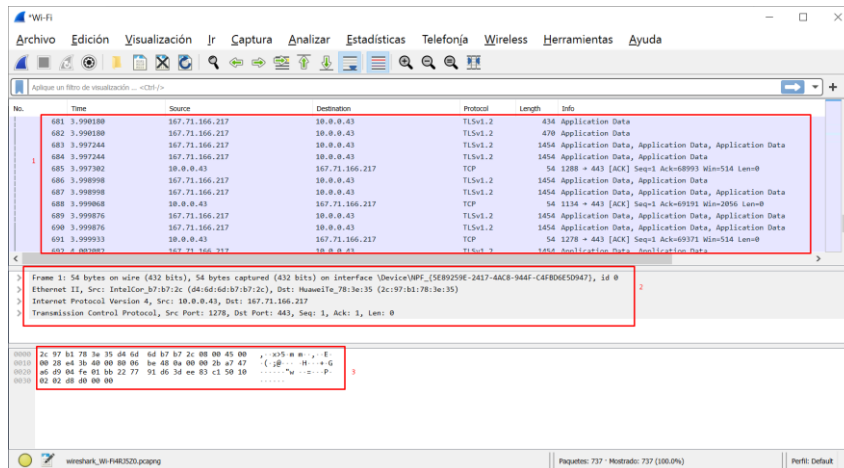 *Wi-Fi
Archivo Edición Visualización Ir Captura Analizar Estadísticas Telefonía Wireless Herramientas Ayuda
Aplique un filtro de visualización ... <Ctrl-/>
No. Time Source Destination Protocol Length Info
681 3.990180 167.71.166.217 10.0.0.43 TLSv1.2 434 Application Data
682 3.990180 167.71.166.217 10.0.0.43 TLSv1.2 470 Application Data
683 3.997244 167.71.166.217 10.0.0.43 TLSv1.2 1454 Application Data, Application Data, Application Data
684 3.997244 167.71.166.217 10.0.0.43 TLSv1.2 1454 Application Data, Application Data
1
685 3.997302 10.0.0.43 167.71.166.217 TCP 54 1288 → 443 [ACK] Seq=1 Ack=68993 Win=514 Len=0
686 3.998998 167.71.166.217 10.0.0.43 TLSv1.2 1454 Application Data, Application Data
687 3.998998 167.71.166.217 10.0.0.43 TLSv1.2 1454 Application Data, Application Data, Application Data
688 3.999068 10.0.0.43 167.71.166.217 TCP 54 1134 → 443 [ACK] Seq=1 Ack=69191 Win=2056 Len=0
689 3.999876 167.71.166.217 10.0.0.43 TLSv1.2 1454 Application Data, Application Data
690 3.999876 167.71.166.217 10.0.0.43 TLSv1.2 1454 Application Data, Application Data, Application Data
691 3.999933 10.0.0.43 167.71.166.217 TCP 54 1278 → 443 [ACK] Seq=1 Ack=69371 Win=514 Len=0
692 4.002082 167.71.166.217 10.0.0.43 TLSv1.2 1454 Application Data, Application Data
Frame 1: 54 bytes on wire (432 bits), 54 bytes captured (432 bits) on interface \Device\NPF_{5E89259E-2417-4AC8-944F-C4FBD6E5D947}, id 0
2
Ethernet II, Src: IntelCor_b7:b7:2c (d4:6d:6d:b7:b7:2c), Dst: HuaweiTe_78:3e:35 (2c:97:b1:78:3e:35)
Internet Protocol Version 4, Src: 10.0.0.43, Dst: 167.71.166.217
Transmission Control Protocol, Src Port: 1278, Dst Port: 443, Seq: 1, Ack: 1, Len: 0
0000 2c 97 b1 78 3e 35 d4 6d 6d b7 b7 2c 08 00 45 00 ,··x>5·m m··,··E·
0010 00 28 e4 3b 40 00 80 06 be 48 0a 00 00 2b a7 47 ·(·;@··· ·H···+·G
0020 a6 d9 04 fe 01 bb 22 77 91 d6 3d ee 83 c1 50 10 ······"w ··=···P·
3
0030 02 02 d8 d0 00 00 ······
wireshark_Wi-Fi4RJSZ0.pcapng Paquetes: 737 · Mostrado: 737 (100.0%) Perfil: Default